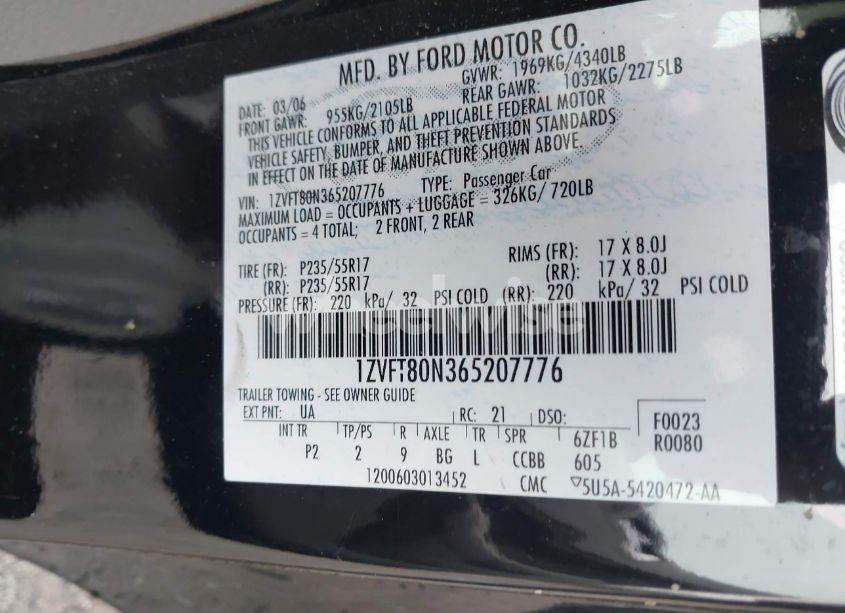 MFD. BY FORD MOTOR CO.
DATE: 03/06 GVWR: 1969KG/4340LB
FRONT GAWR: 955KG/2105LB REAR GAWR: 1032KG/2275LB
THIS VEHICLE CONFORMS TO ALL APPLICABLE FEDERAL MOTOR
VEHICLE SAFETY, BUMPER, AND THEFT PREVENTION STANDARDS
IN EFFECT ON THE DATE OF MANUFACTURE SHOWN ABOVE.
VIN: 1ZVFT80N365207776 TYPE: Passenger Car
MAXIMUM LOAD = OCCUPANTS + LUGGAGE = 326KG/ 720LB
OCCUPANTS = 4 TOTAL; 2 FRONT, 2 REAR
TIRE (FR): P235/55R17 RIMS (FR): 17 X 8.0J
(RR): P235/55R17 (RR): 17 X 8.0J
PRESSURE (FR): 220 kPa/ 32 PSI COLD (RR): 220 kPa/ 32 PSI COLD
wheelwise
1ZVFT80N365207776
TRAILER TOWING - SEE OWNER GUIDE
EXT PNT: UA RC: 21 DSO: F0023
INT TR TP/PS R AXLE TR SPR 6ZF1B R0080
P2 2 9 BG L CCBB 605
1200603013452 CMC ▽5U5A-5420472-AA